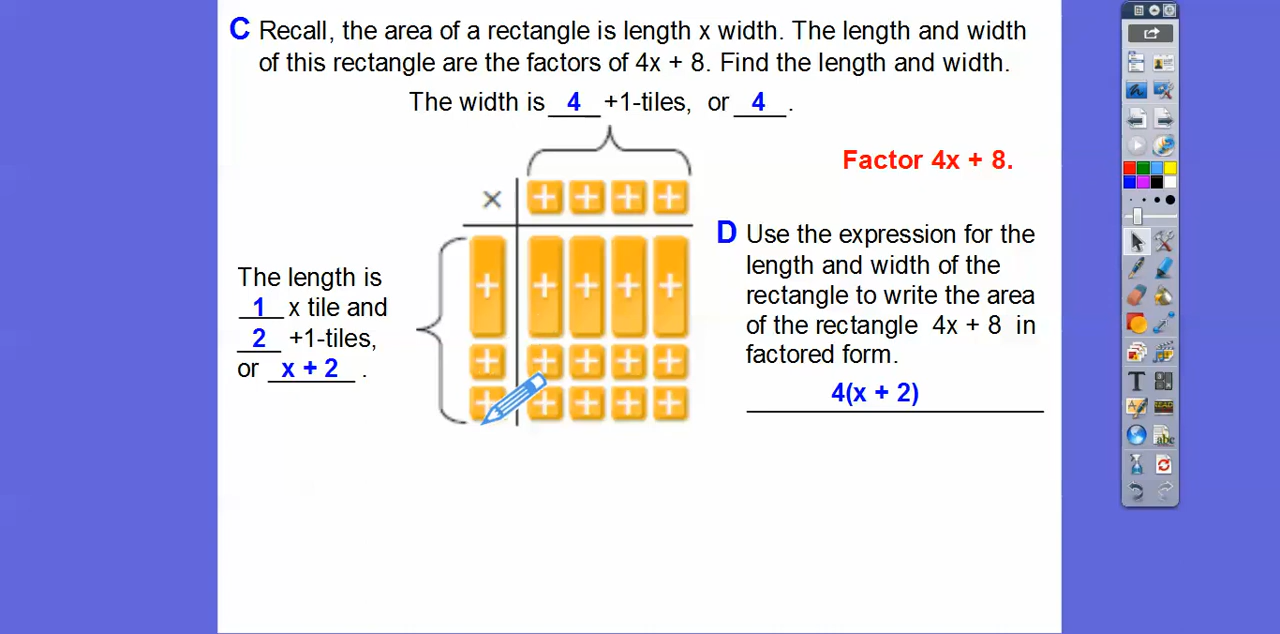 C Recall, the area of a rectangle is length x width. The length and width
of this rectangle are the factors of 4x + 8. Find the length and width.
The width is 4 +1-tiles, or 4 .
Factor 4x + 8.
× + + + +
+ + + + +
+ + + + +
+ + + + +
The length is
1 x tile and
2 +1-tiles,
or x + 2 .
D Use the expression for the
length and width of the
rectangle to write the area
of the rectangle 4x + 8 in
factored form.
4(x + 2)